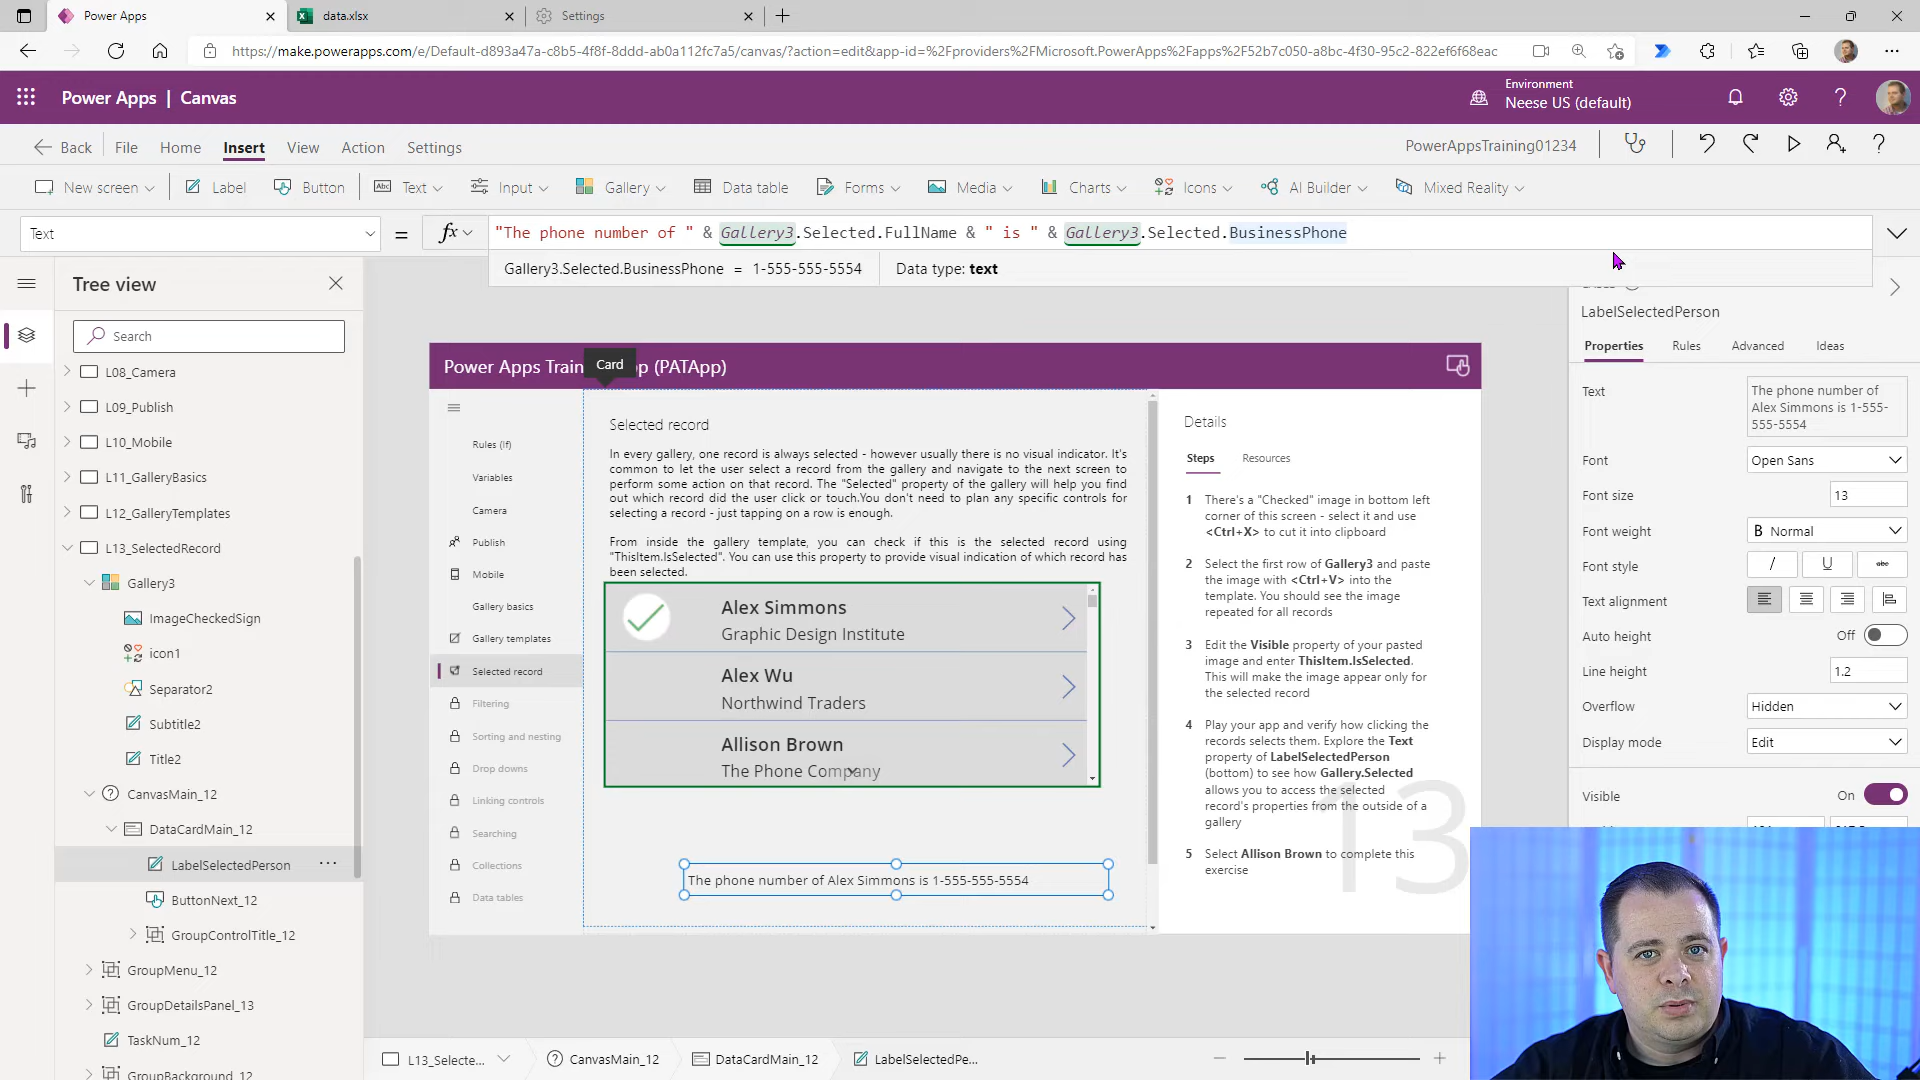 Power Apps
data.xlsx
Settings
https://make.powerapps.com/e/Default-d893a47a-c8b5-4f8f-8ddd-ab0a112fc7a5/canvas/?action=edit&app-id=%2Fproviders%2FMicrosoft.PowerApps%2Fapps%2F52b7c050-a8bc-4f30-95c2-822ef6f68eac
Power Apps | Canvas
Environment
Neese US (default)
Back File Home Insert View Action Settings
PowerAppsTraining01234
New screen Label Button Text Input Gallery Data table Forms Media Charts Icons AI Builder Mixed Reality
Text = fx "The phone number of " & Gallery3.Selected.FullName & " is " & Gallery3.Selected.BusinessPhone
Gallery3.Selected.BusinessPhone = 1-555-555-5554 Data type: text
Tree view
Search
L08_Camera
L09_Publish
L10_Mobile
L11_GalleryBasics
L12_GalleryTemplates
L13_SelectedRecord
Gallery3
ImageCheckedSign
icon1
Separator2
Subtitle2
Title2
CanvasMain_12
DataCardMain_12
LabelSelectedPerson
ButtonNext_12
GroupControlTitle_12
GroupMenu_12
GroupDetailsPanel_13
TaskNum_12
GroupBackground_12
Card
Power Apps Train p (PATApp)
Rules (If)
Variables
Camera
Publish
Mobile
Gallery basics
Gallery templates
Selected record
Filtering
Sorting and nesting
Drop downs
Linking controls
Searching
Collections
Data tables
Selected record
In every gallery, one record is always selected - however usually there is no visual indicator. It's
common to let the user select a record from the gallery and navigate to the next screen to
perform some action on that record. The "Selected" property of the gallery will help you find
out which record did the user click or touch.You don't need to plan any specific controls for
selecting a record - just tapping on a row is enough.
From inside the gallery template, you can check if this is the selected record using
"ThisItem.IsSelected". You can use this property to provide visual indication of which record has
been selected.
Alex Simmons
Graphic Design Institute
Alex Wu
Northwind Traders
Allison Brown
The Phone Company
The phone number of Alex Simmons is 1-555-555-5554
Details
Steps Resources
1 There's a "Checked" image in bottom left
corner of this screen - select it and use
<Ctrl+X> to cut it into clipboard
2 Select the first row of Gallery3 and paste
the image with <Ctrl+V> into the
template. You should see the image
repeated for all records
3 Edit the Visible property of your pasted
image and enter ThisItem.IsSelected.
This will make the image appear only for
the selected record
4 Play your app and verify how clicking the
records selects them. Explore the Text
property of LabelSelectedPerson
(bottom) to see how Gallery.Selected
allows you to access the selected
record's properties from the outside of a
gallery
5 Select Allison Brown to complete this
exercise
13
LabelSelectedPerson
Properties Rules Advanced Ideas
Text The phone number of
Alex Simmons is 1-555-
555-5554
Font Open Sans
Font size 13
Font weight B Normal
Font style / U abc
Text alignment
Auto height Off
Line height 1.2
Overflow Hidden
Display mode Edit
Visible On
L13_Selecte... CanvasMain_12 DataCardMain_12 LabelSelectedPe...